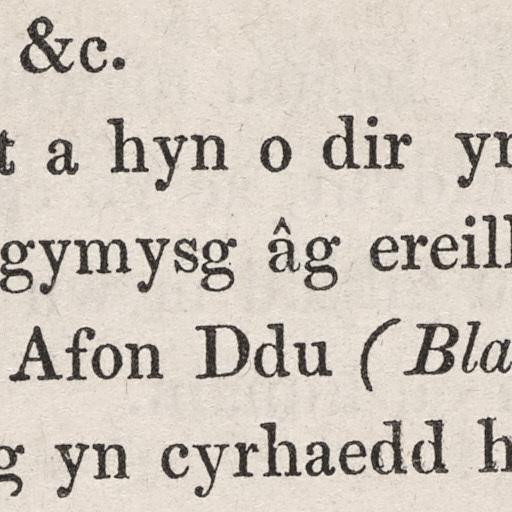 &c.
t a hyn o dir yn
gymysg âg ereill
Afon Ddu (Bla
g yn cyrhaedd h